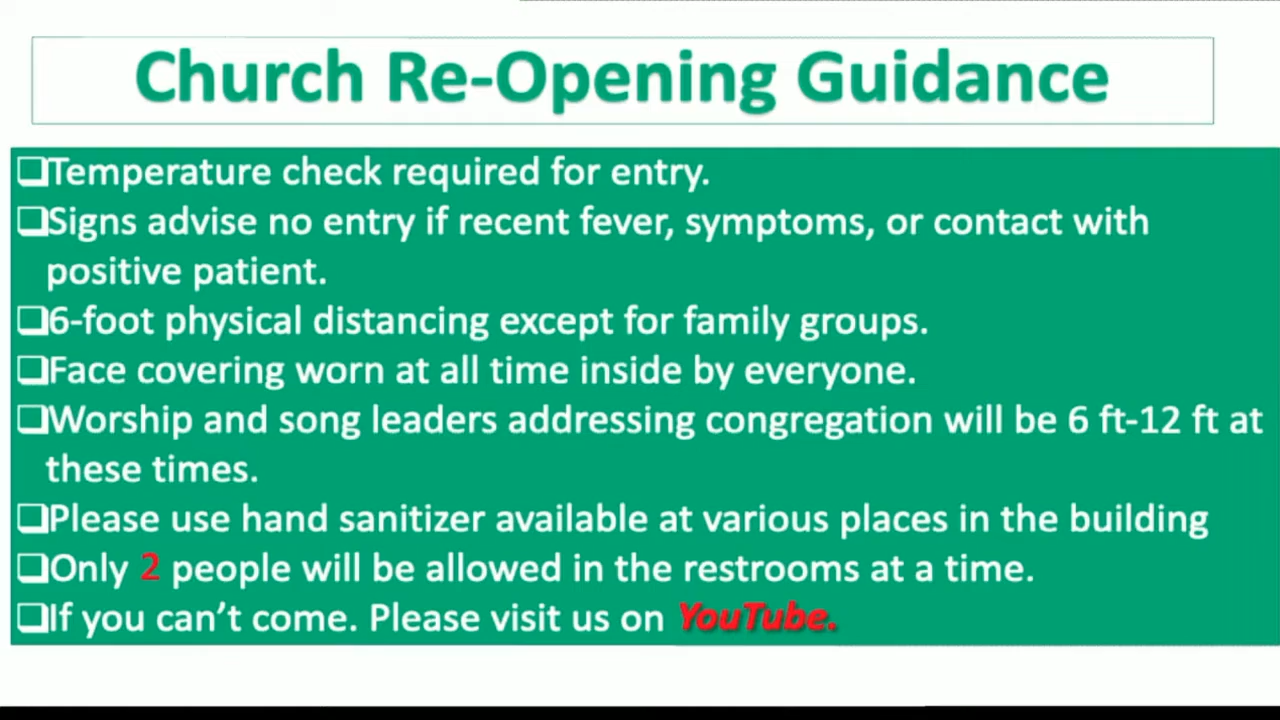 Church Re-Opening Guidance
❑Temperature check required for entry.
❑Signs advise no entry if recent fever, symptoms, or contact with
positive patient.
❑6-foot physical distancing except for family groups.
❑Face covering worn at all time inside by everyone.
❑Worship and song leaders addressing congregation will be 6 ft-12 ft at
these times.
❑Please use hand sanitizer available at various places in the building
❑Only 2 people will be allowed in the restrooms at a time.
❑If you can’t come. Please visit us on YouTube.